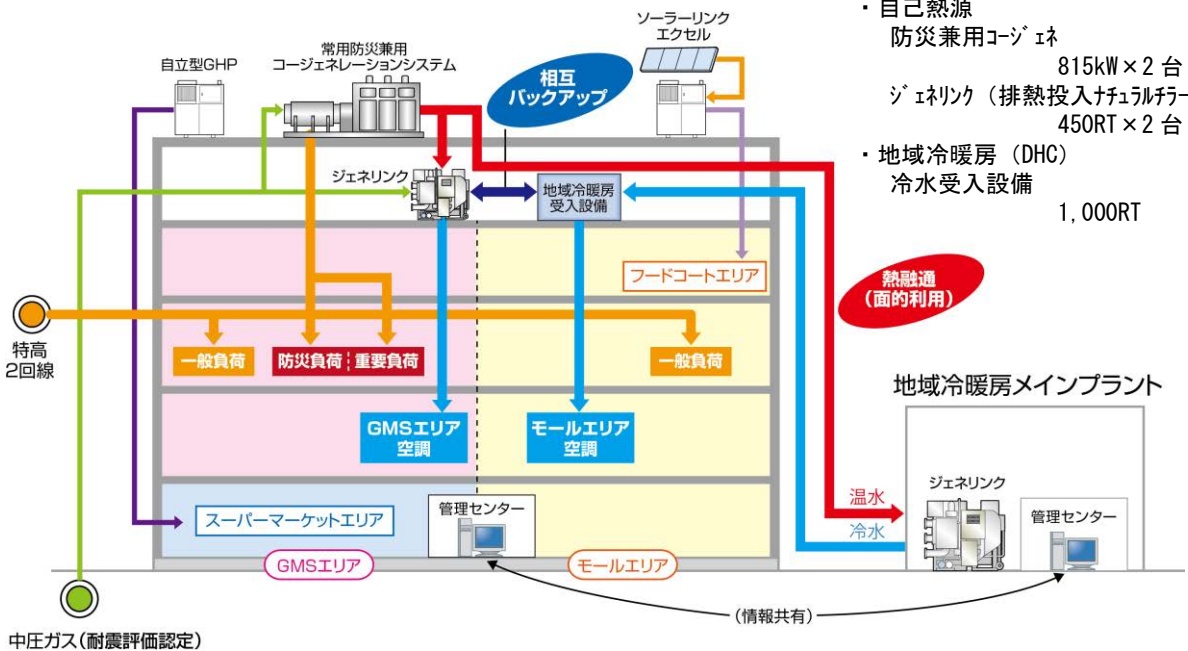 ・自己熱源
防災兼用コージェネ
815kW×2 台
ジェネリンク（排熱投入ナチュラルチラー
450RT×2 台
・地域冷暖房（DHC）
冷水受入設備
1,000RT
ソーラーリンク
エクセル
常用防災兼用
コージェネレーションシステム
自立型GHP
相互
バックアップ
ジェネリンク
地域冷暖房
受入設備
フードコートエリア
熱融通
（面的利用）
特高
2回線
一般負荷
防災負荷
重要負荷
一般負荷
地域冷暖房メインプラント
GMSエリア
空調
モールエリア
空調
ジェネリンク
温水
冷水
管理センター
スーパーマーケットエリア
管理センター
GMSエリア
モールエリア
（情報共有）
中圧ガス（耐震評価認定）